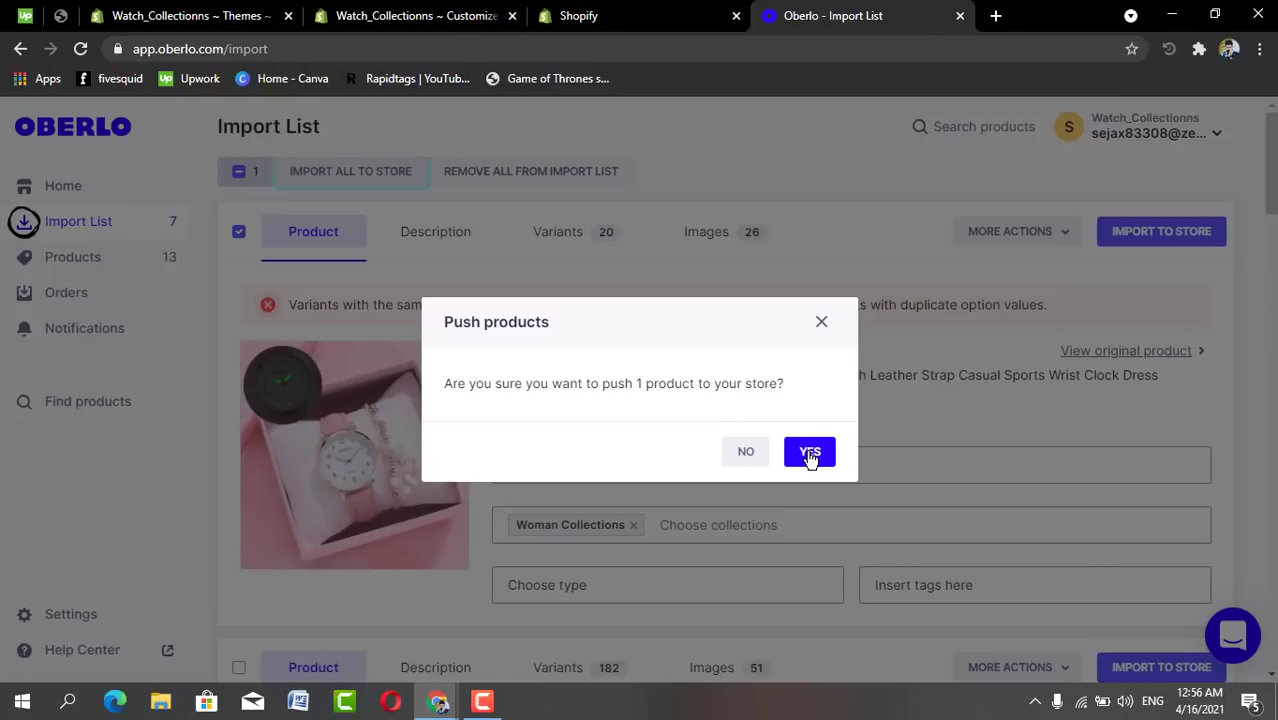 Up
Watch_Collectionns ~ Themes ~
Watch_Collectionns ~ Customize
Shopify
Oberlo - Import List
app.oberlo.com/import
Apps
f
fivesquid
Up
Upwork
Home - Canva
R
Rapidtags | YouTub...
Game of Thrones s...
OBERLO
Import List
Search products
S
Watch_Collectionns
sejax83308@ze...
Home
Import List
7
Products
13
Orders
Notifications
Find products
Settings
Help Center
1
IMPORT ALL TO STORE
REMOVE ALL FROM IMPORT LIST
Product
Description
Variants
20
Images
26
MORE ACTIONS
IMPORT TO STORE
Variants with the sam
s with duplicate option values.
View original product
h Leather Strap Casual Sports Wrist Clock Dress
Push products
Are you sure you want to push 1 product to your store?
NO
YES
Woman Collections
Choose collections
Choose type
Insert tags here
Product
Description
Variants
182
Images
51
MORE ACTIONS
IMPORT TO STORE
ENG
12:56 AM
4/16/2021
5